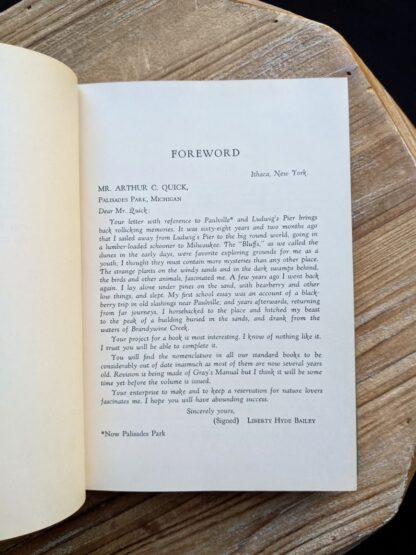 FOREWORD
Ithaca, New York.
MR. ARTHUR C. QUICK,
PALISADES PARK, MICHIGAN
Dear Mr. Quick:
Your letter with reference to Paulville* and Ludwig's Pier brings
back rolicking memories. It was sixty-eight years and two months ago
that I sailed away from Ludwig's Pier to the big round world, going in
a lumber-loaded schooner to Milwaukee. The "Bluffs," as we called the
dunes in the early days, were favorite exploring grounds for me as a
youth; I thought they must contain more mysteries than any other place.
The strange plants on the windy sands and in the dark swamps behind,
the birds and other animals, fascinated me. A few years ago I went back
again. I lay alone under pines on the sand, with bearberry and other
low things, and slept. My first school essay was an account of a black-
berry trip in old slashings near Paulville; and years afterwards, returning
from far journeys, I horsebacked to the place and hitched my beast
to the peak of a building buried in the sands, and drank from the
waters of Brandywine Creek.
Your project for a book is most interesting. I know of nothing like it.
I trust you will be able to complete it.
You will find the nomenclature in all our standard books to be
considerably out of date inasmuch as most of them are now several years
old. Revision is being made of Gray's Manual but I think it will be some
time yet before the volume is issued.
Your enterprise to make and to keep a reservation for nature lovers
fascinates me. I hope you will have abounding success.
Sincerely yours,
(Signed) LIBERTY HYDE BAILEY
*Now Palisades Park